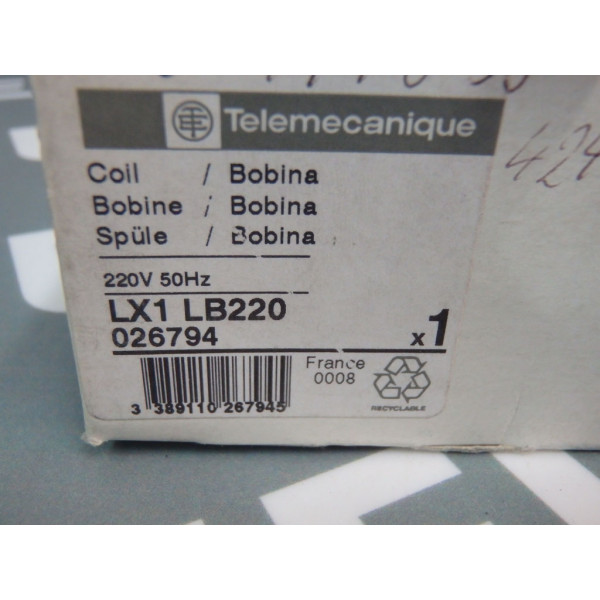 Telemecanique
Coil / Bobina
Bobine / Bobina
Spüle / Bobina
220V 50Hz
LX1 LB220
026794
x1
France
0008
3 389110 267945
RECYCLABLE
424